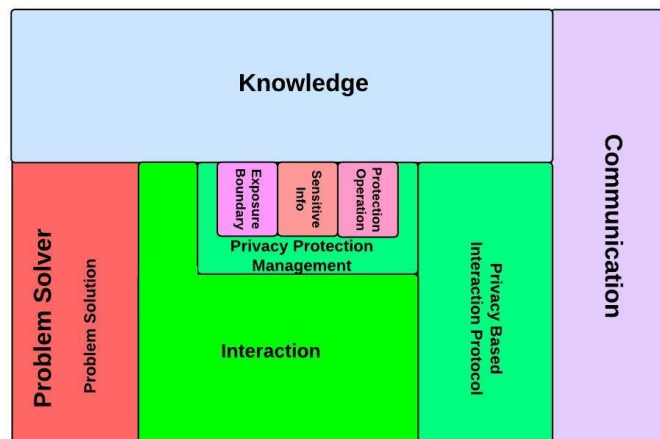 Knowledge
Communication
Problem Solver
Problem Solution
Exposure
Boundary
Sensitive
Info
Protection
Operation
Privacy Protection
Management
Interaction
Privacy Based
Interaction Protocol